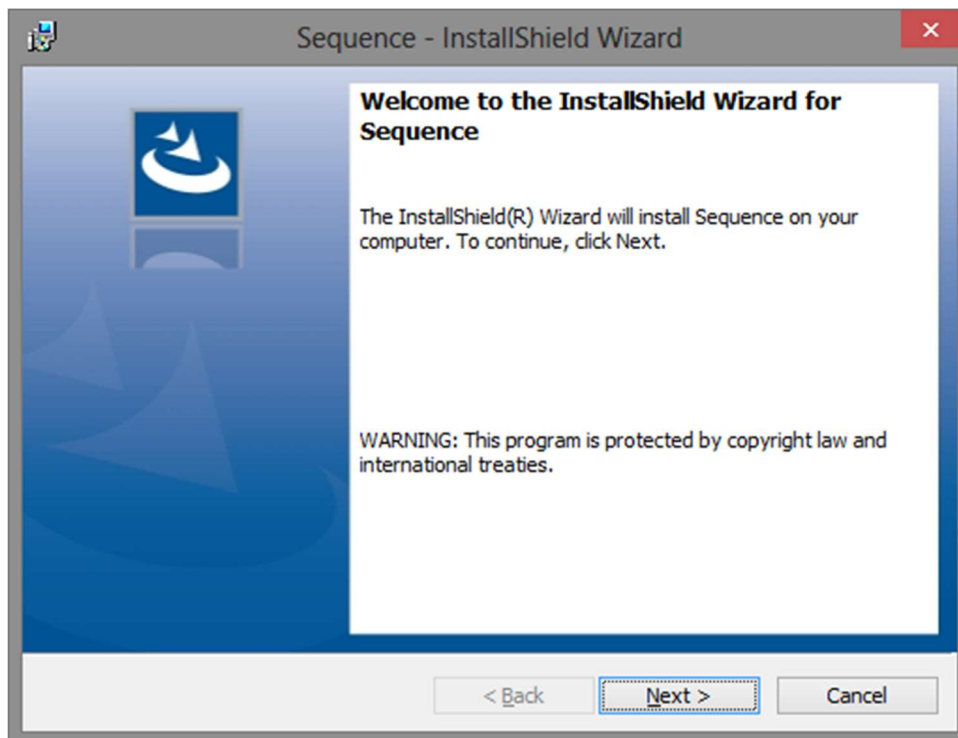 Sequence - InstallShield Wizard
Welcome to the InstallShield Wizard for
Sequence
The InstallShield(R) Wizard will install Sequence on your
computer. To continue, click Next.
WARNING: This program is protected by copyright law and
international treaties.
< Back Next > Cancel